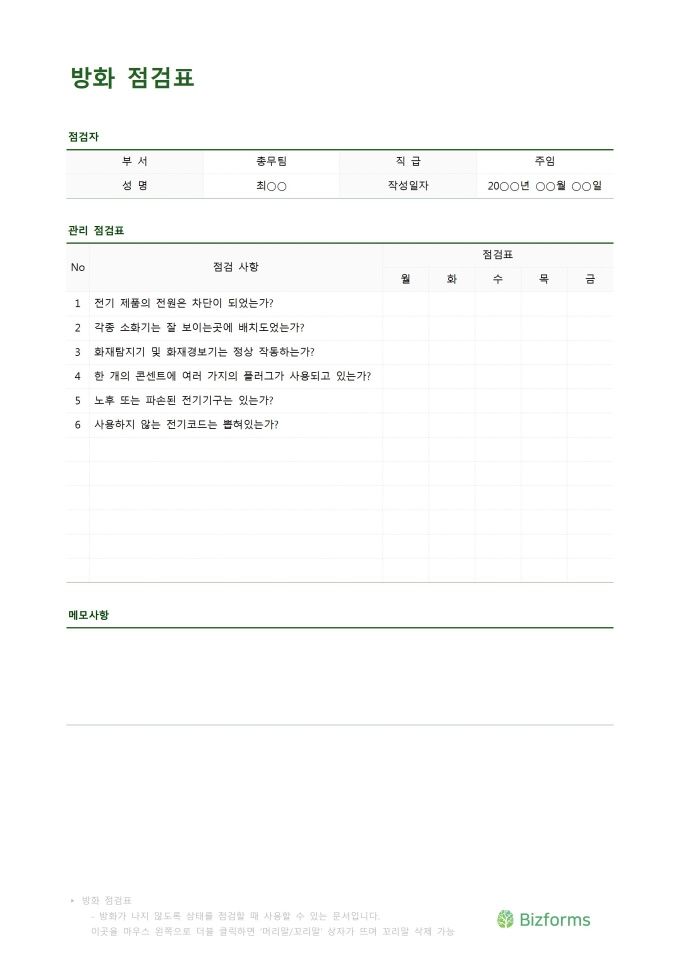 방화 점검표
점검자
부 서 총무팀 직 급 주임
성 명 최○○ 작성일자 20○○년 ○○월 ○○일
관리 점검표
No 점검 사항 점검표
월 화 수 목 금
1 전기 제품의 전원은 차단이 되었는가?
2 각종 소화기는 잘 보이는곳에 배치도었는가?
3 화재탐지기 및 화재경보기는 정상 작동하는가?
4 한 개의 콘센트에 여러 가지의 플러그가 사용되고 있는가?
5 노후 또는 파손된 전기기구는 있는가?
6 사용하지 않는 전기코드는 뽑혀있는가?
메모사항
▸ 방화 점검표
- 방화가 나지 않도록 상태를 점검할 때 사용할 수 있는 문서입니다.
이곳을 마우스 왼쪽으로 더블 클릭하면 '머리말/꼬리말' 상자가 뜨며 꼬리말 삭제 가능
Bizforms